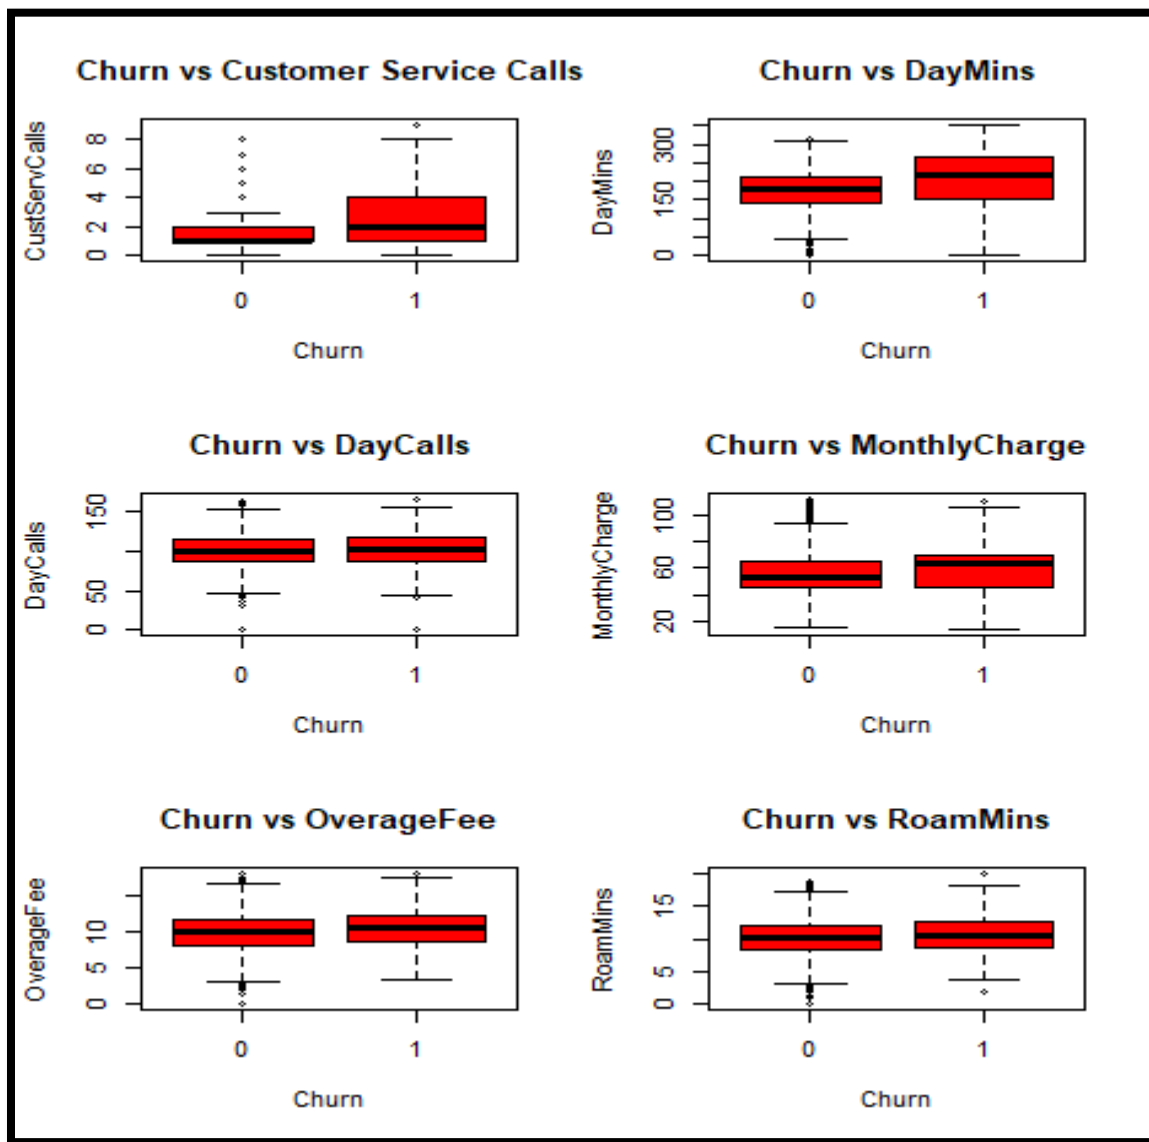 Churn vs Customer Service Calls
CustServCalls
8
6
4
2
0
0 1
Churn
Churn vs DayMins
DayMins
300
150
0
0 1
Churn
Churn vs DayCalls
DayCalls
150
50
0
0 1
Churn
Churn vs MonthlyCharge
MonthlyCharge
100
60
20
0 1
Churn
Churn vs OverageFee
OverageFee
10
5
0
0 1
Churn
Churn vs RoamMins
RoamMins
15
5
0
0 1
Churn